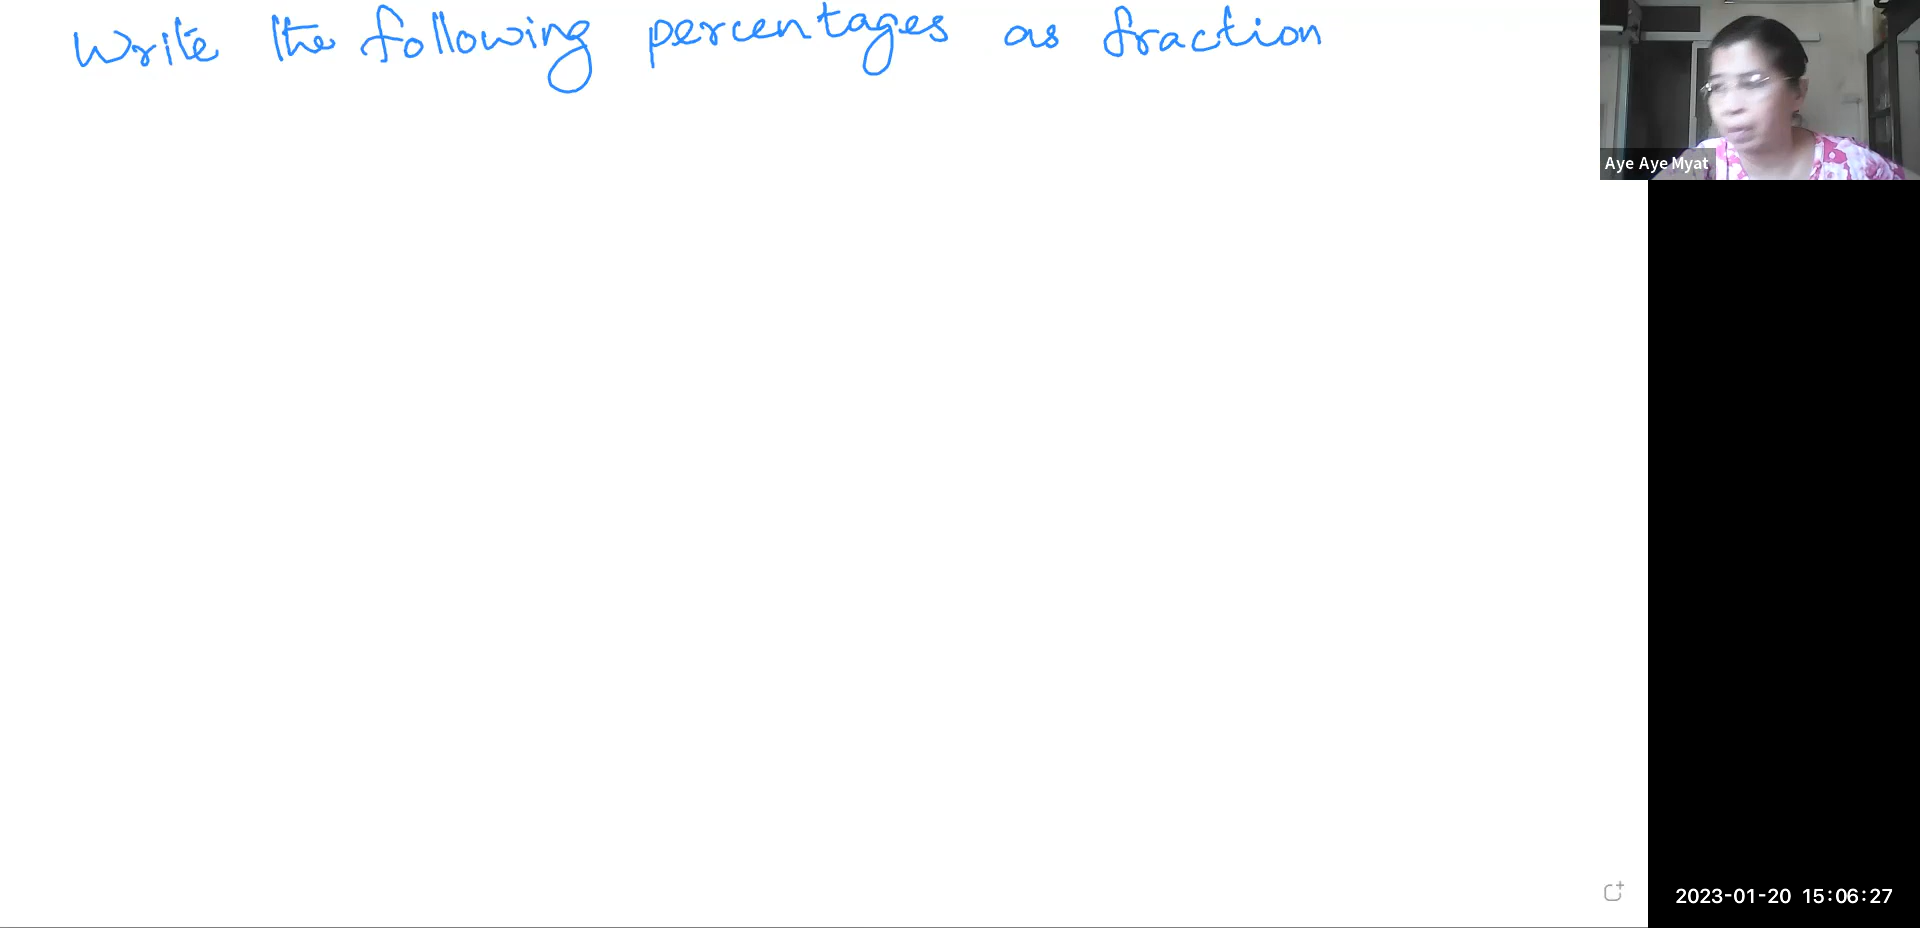 Write the following percentages as fraction
Aye Aye Myat
2023-01-20 15:06:27